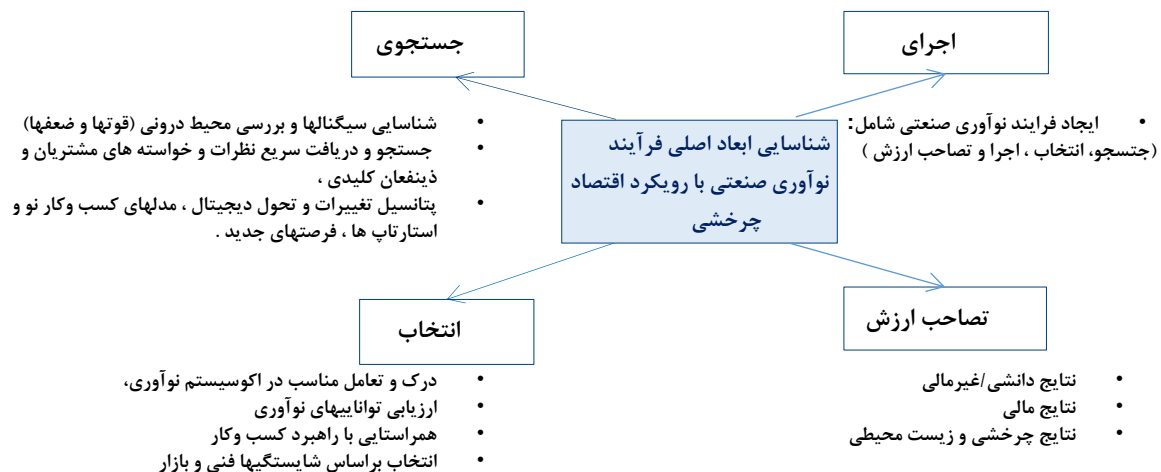 جستجوی
اجرای
• شناسایی سیگنالها و بررسی محیط درونی (قوتها و ضعفها)
• جستجو و دریافت سریع نظرات و خواسته های مشتریان و
ذینفعان کلیدی ،
• پتانسیل تغییرات و تحول دیجیتال ، مدلهای کسب وکار نو و
استارتاپ ها ، فرصتهای جدید .
شناسایی ابعاد اصلی فرآیند
نوآوری صنعتی با رویکرد اقتصاد
چرخشی
• ایجاد فرایند نوآوری صنعتی شامل:
(جتسجو، انتخاب ، اجرا و تصاحب ارزش )
انتخاب
تصاحب ارزش
• درک و تعامل مناسب در اکوسیستم نوآوری،
• ارزیابی تواناییهای نوآوری
• همراستایی با راهبرد کسب وکار
• انتخاب براساس شایستگیها فنی و بازار
• نتایج دانشی/غیرمالی
• نتایج مالی
• نتایج چرخشی و زیست محیطی